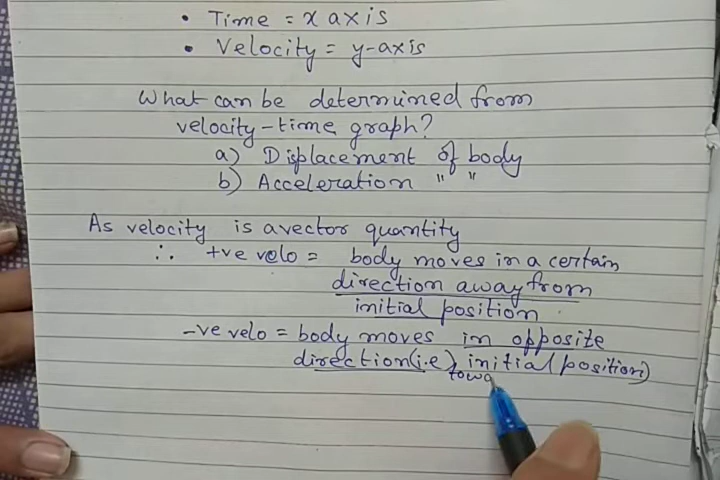 • Time = x axis
• Velocity = y-axis
What can be determined from
velocity-time graph?
a) Displacement of body
b) Acceleration " "
As velocity is a vector quantity
∴ +ve velo = body moves in a certain
direction away from
initial position
-ve velo = body moves in opposite
direction (i.e) initial position)
towa